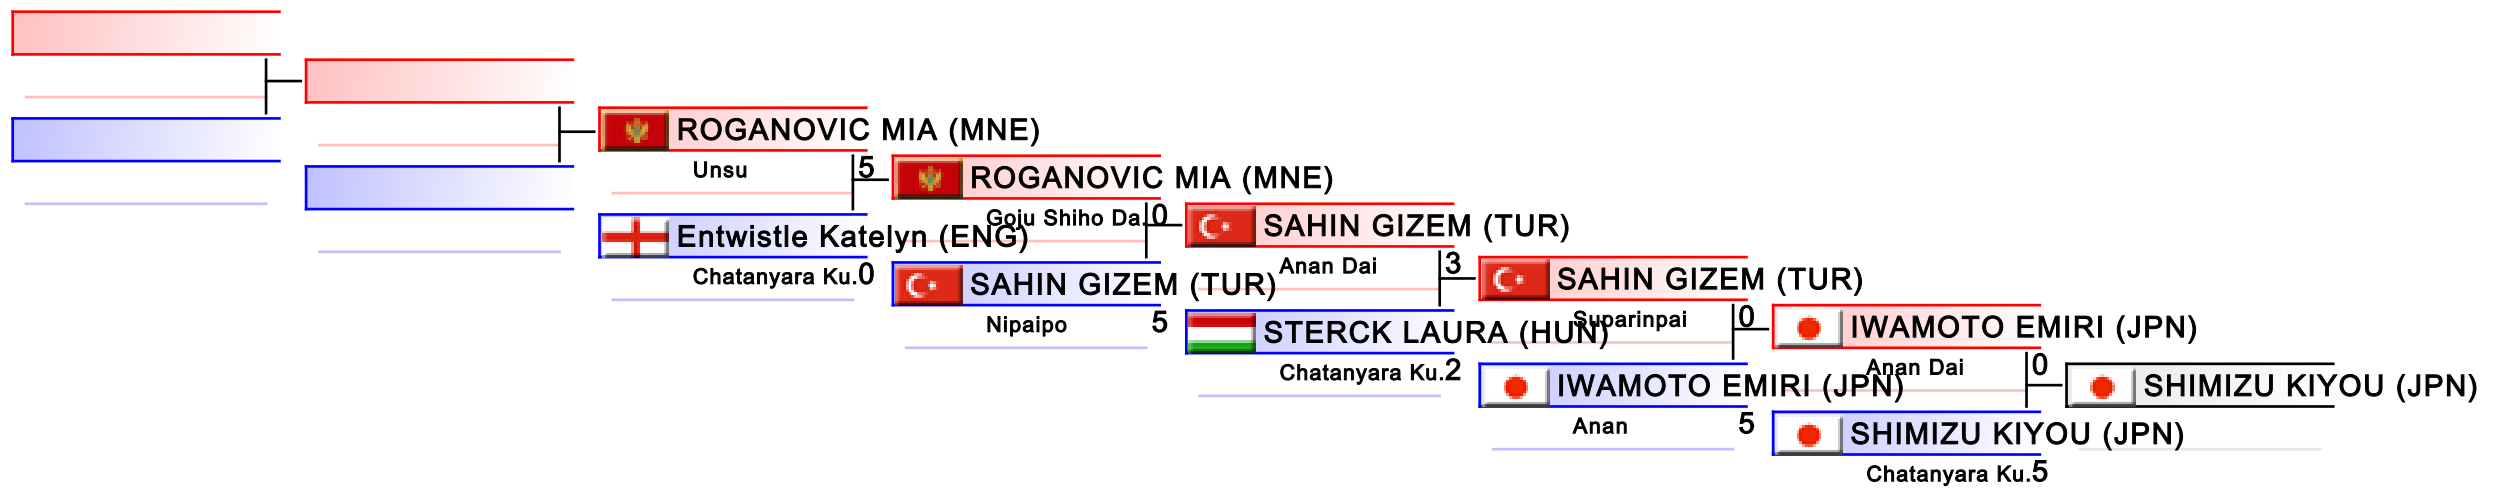 ROGANOVIC MIA (MNE)
Unsu 5
Entwistle Katelyn (ENG)
Chatanyara Ku. 0
ROGANOVIC MIA (MNE)
Goju Shiho Da. 0
SAHIN GIZEM (TUR)
Nipaipo 5
SAHIN GIZEM (TUR)
Anan Dai 3
STERCK LAURA (HUN)
Chatanyara Ku. 2
SAHIN GIZEM (TUR)
Suparinpai 0
IWAMOTO EMIRI (JPN)
Anan 5
IWAMOTO EMIRI (JPN)
Anan Dai 0
SHIMIZU KIYOU (JPN)
Chatanyara Ku. 5
SHIMIZU KIYOU (JPN)